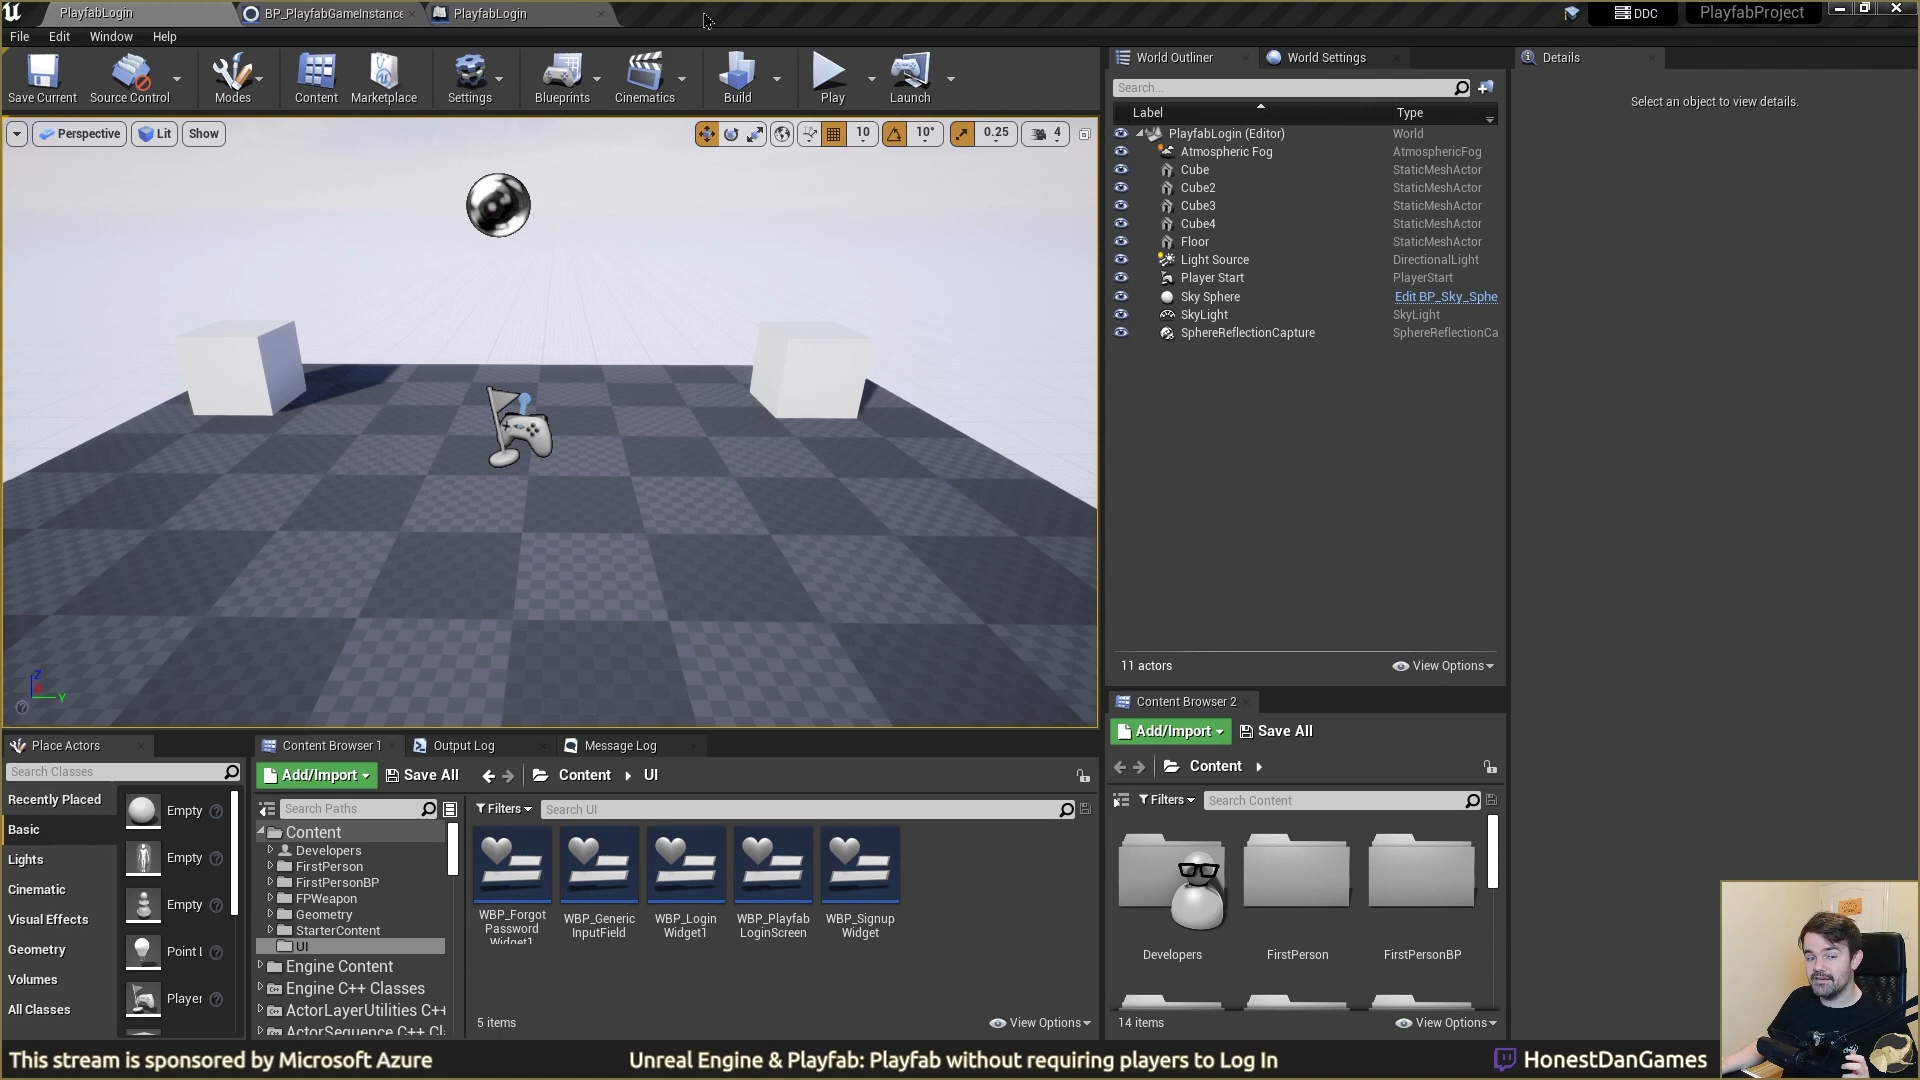 PlayfabLogin
BP_PlayfabGameInstance
PlayfabLogin
DDC
PlayfabProject
File
Edit
Window
Help
Save Current
Source Control
Modes
Content
Marketplace
Settings
Blueprints
Cinematics
Build
Play
Launch
Perspective
Lit
Show
10
10°
0.25
4
Z
Y
World Outliner
World Settings
Search...
Label
Type
PlayfabLogin (Editor)
World
Atmospheric Fog
AtmosphericFog
Cube
StaticMeshActor
Cube2
StaticMeshActor
Cube3
StaticMeshActor
Cube4
StaticMeshActor
Floor
StaticMeshActor
Light Source
DirectionalLight
Player Start
PlayerStart
Sky Sphere
Edit BP_Sky_Sphe
SkyLight
SkyLight
SphereReflectionCapture
SphereReflectionCa
11 actors
View Options
Details
Select an object to view details.
Place Actors
Search Classes
Recently Placed
Basic
Lights
Cinematic
Visual Effects
Geometry
Volumes
All Classes
Empty
Empty
Empty
Point L
Player
Content Browser 1
Output Log
Message Log
Add/Import
Save All
Content
UI
Search Paths
Content
Developers
FirstPerson
FirstPersonBP
FPWeapon
Geometry
StarterContent
UI
Engine Content
Engine C++ Classes
ActorLayerUtilities C++
ActorSequence C++ Cl
Filters
Search UI
WBP_Forgot
Password
Widget1
WBP_Generic
InputField
WBP_Login
Widget1
WBP_Playfab
LoginScreen
WBP_Signup
Widget
5 items
View Options
Content Browser 2
Add/Import
Save All
Content
Filters
Search Content
Developers
FirstPerson
FirstPersonBP
14 items
View Options
This stream is sponsored by Microsoft Azure
Unreal Engine & Playfab: Playfab without requiring players to Log In
HonestDanGames